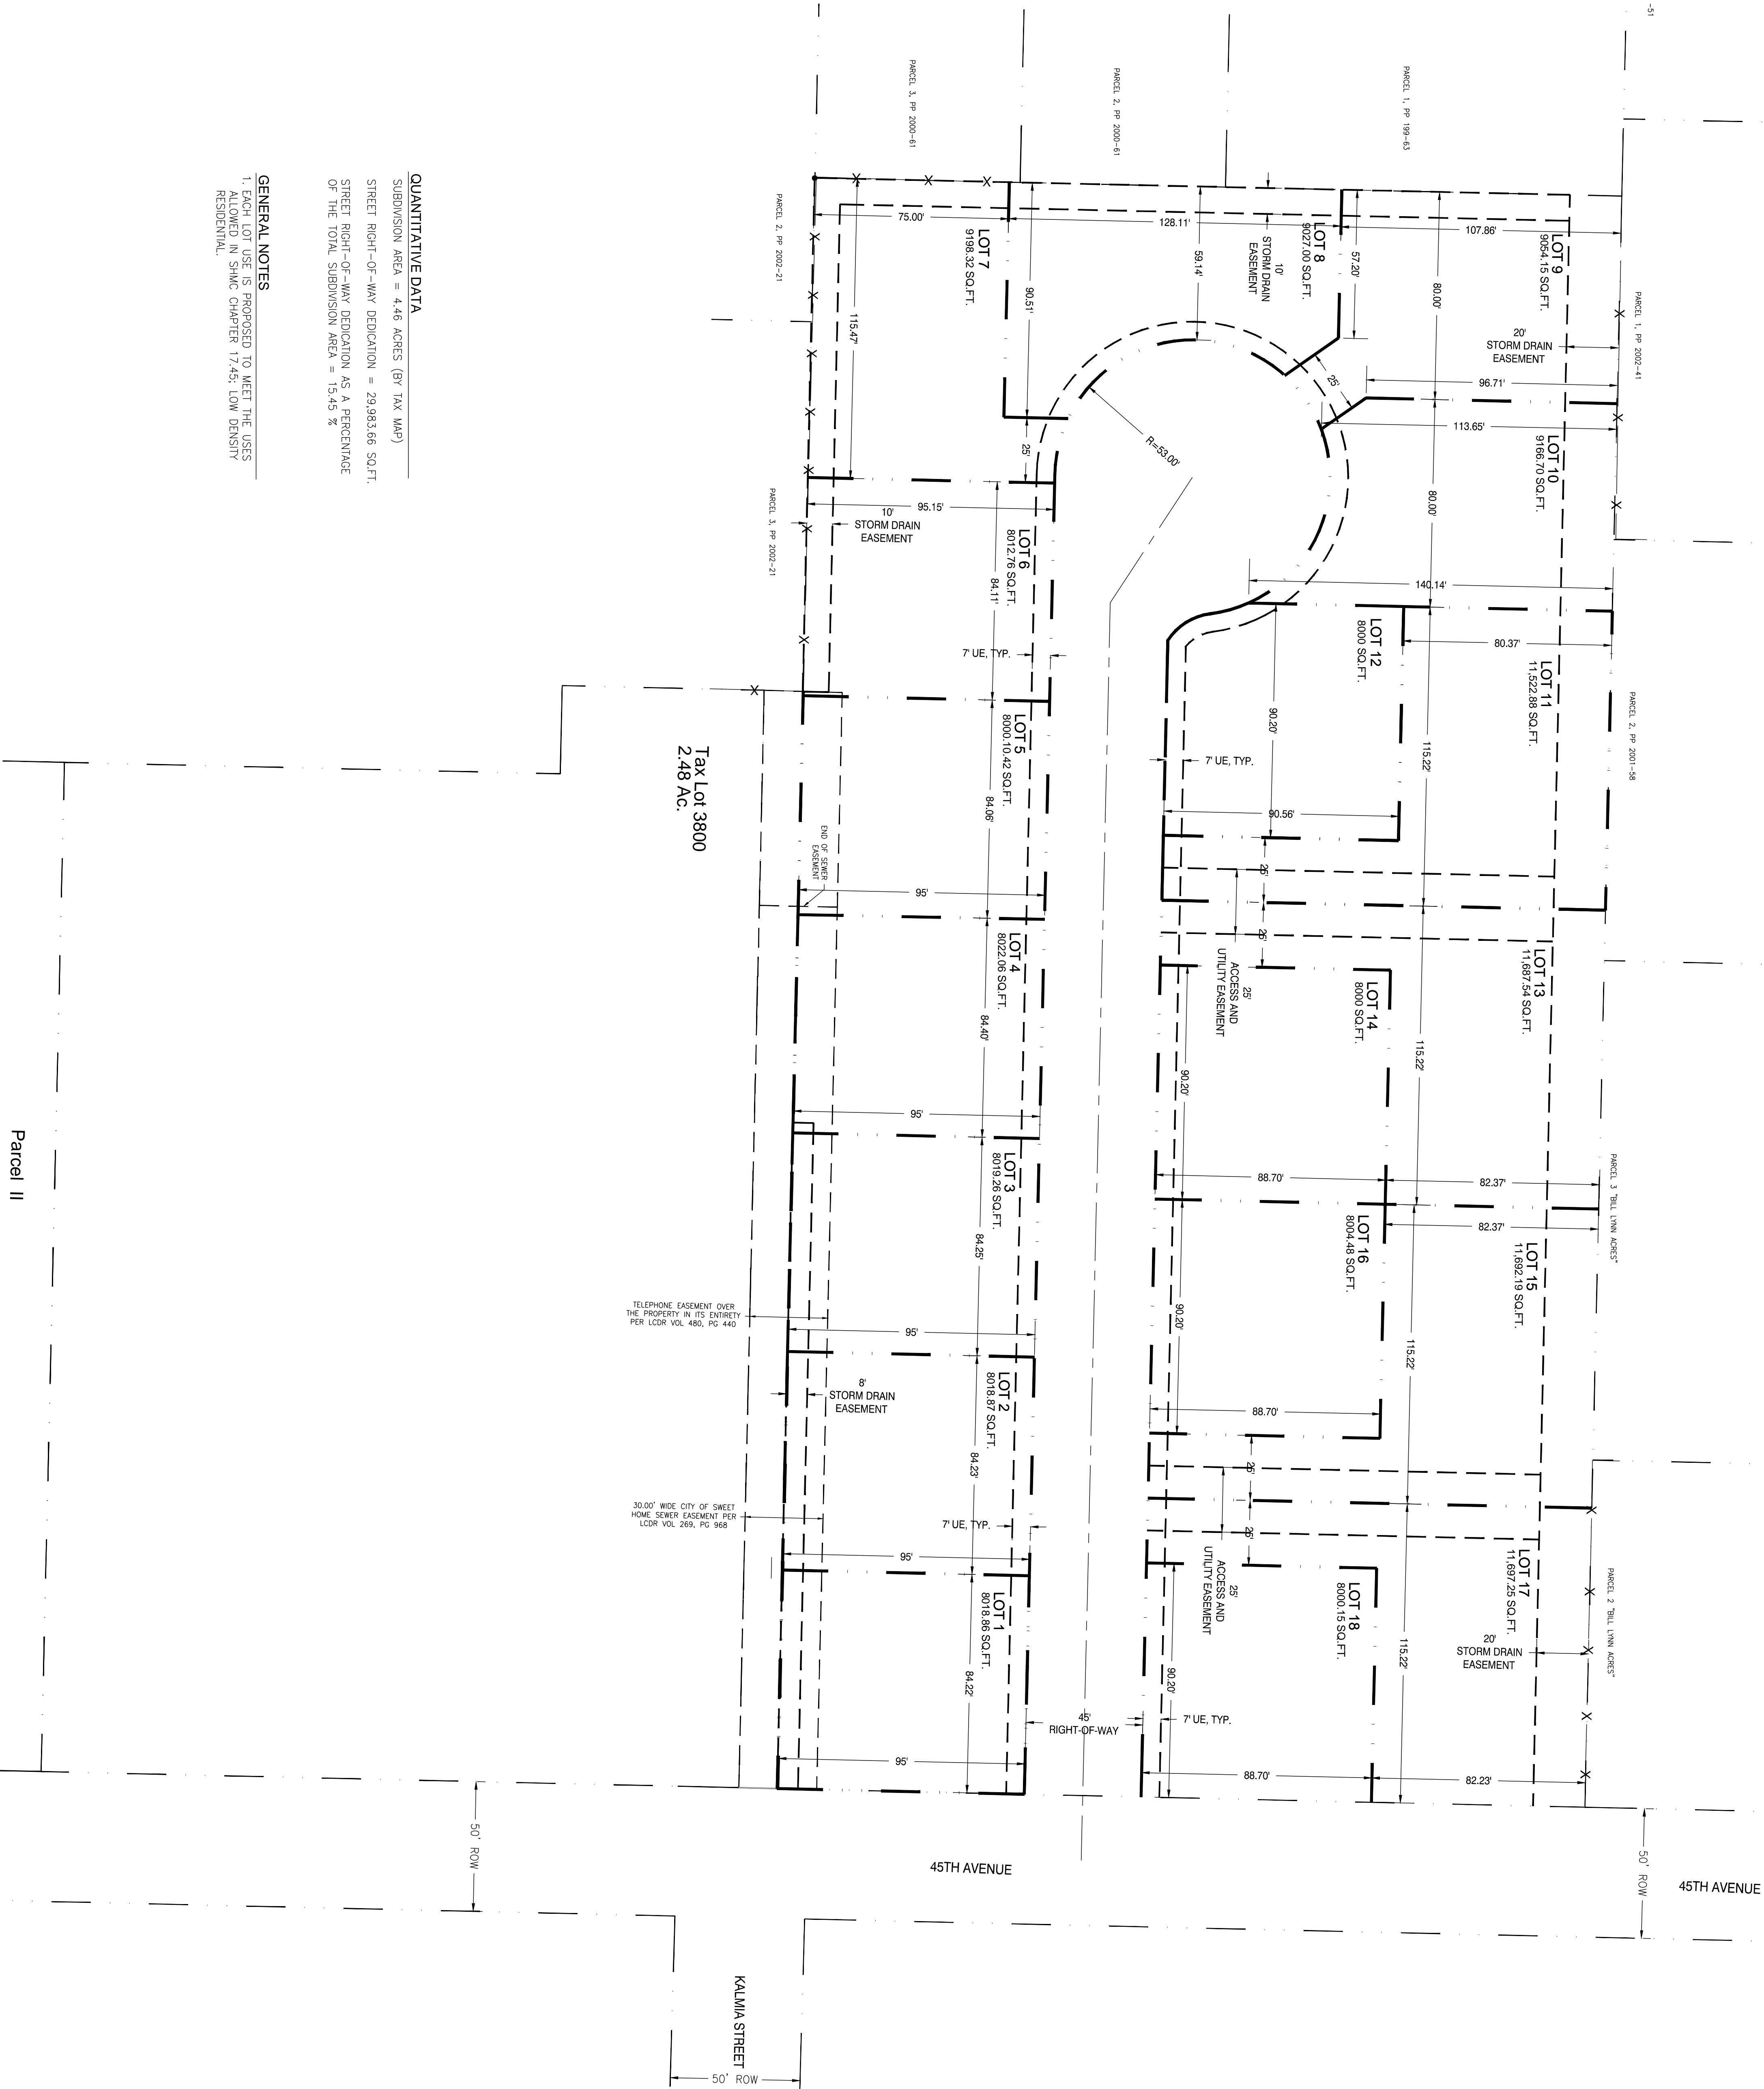 -51
PARCEL 3, PP 2000-61
PARCEL 2, PP 2000-61
PARCEL 1, PP 199-63
PARCEL 2, PP 2002-21
PARCEL 3, PP 2002-21
PARCEL 1, PP 2002-41
PARCEL 2, PP 2001-58
PARCEL 3 "BILL LYNN ACRES"
PARCEL 2 "BILL LYNN ACRES"
QUANTITATIVE DATA
SUBDIVISION AREA = 4.46 ACRES (BY TAX MAP)
STREET RIGHT-OF-WAY DEDICATION = 29,983.66 SQ.FT.
STREET RIGHT-OF-WAY DEDICATION AS A PERCENTAGE
OF THE TOTAL SUBDIVISION AREA = 15.45 %
GENERAL NOTES
1. EACH LOT USE IS PROPOSED TO MEET THE USES
ALLOWED IN SHMC CHAPTER 17.45; LOW DENSITY
RESIDENTIAL.
75.00'
128.11'
107.86'
LOT 7
9198.32 SQ.FT.
90.51'
115.47'
25'
59.14'
10'
STORM DRAIN
EASEMENT
LOT 8
9027.00 SQ.FT.
57.20'
80.00'
LOT 9
9054.15 SQ.FT.
20'
STORM DRAIN
EASEMENT
96.71'
25'
113.65'
R=53.00'
LOT 10
9166.70 SQ.FT.
80.00'
140.14'
95.15'
10'
STORM DRAIN
EASEMENT
LOT 6
8012.76 SQ.FT.
84.11'
7' UE, TYP.
LOT 12
8000 SQ.FT.
80.37'
LOT 11
11,522.88 SQ.FT.
90.20'
115.22'
7' UE, TYP.
90.56'
LOT 5
8000.10.42 SQ.FT.
84.06'
Tax Lot 3800
2.48 Ac.
END OF SEWER
EASEMENT
95'
25'
25'
25'
ACCESS AND
UTILITY EASEMENT
LOT 4
8022.06 SQ.FT.
84.40'
LOT 14
8000 SQ.FT.
LOT 13
11,687.54 SQ.FT.
90.20'
115.22'
95'
88.70'
82.37'
82.37'
LOT 3
8019.26 SQ.FT.
84.25'
LOT 16
8004.48 SQ.FT.
LOT 15
11,692.19 SQ.FT.
90.20'
115.22'
TELEPHONE EASEMENT OVER
THE PROPERTY IN ITS ENTIRETY
PER LCDR VOL 480, PG 440
95'
8'
STORM DRAIN
EASEMENT
LOT 2
8018.87 SQ.FT.
84.23'
88.70'
25'
25'
25'
ACCESS AND
UTILITY EASEMENT
30.00' WIDE CITY OF SWEET
HOME SEWER EASEMENT PER
LCDR VOL 269, PG 968
7' UE, TYP.
95'
LOT 1
8018.86 SQ.FT.
84.22'
LOT 18
8000.15 SQ.FT.
LOT 17
11,697.25 SQ.FT.
20'
STORM DRAIN
EASEMENT
90.20'
115.22'
45'
RIGHT-OF-WAY
7' UE, TYP.
95'
88.70'
82.23'
Parcel II
50' ROW
45TH AVENUE
50' ROW
45TH AVENUE
KALMIA STREET
50' ROW